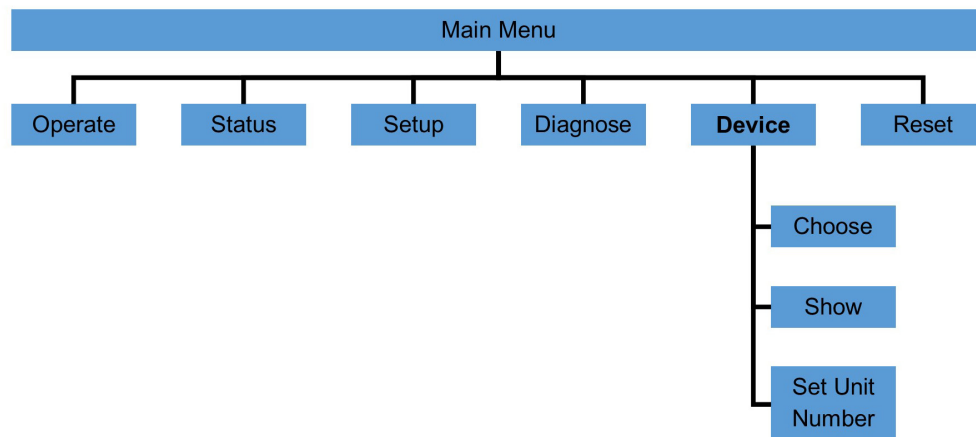 Main Menu
Operate
Status
Setup
Diagnose
Device
Reset
Choose
Show
Set Unit
Number